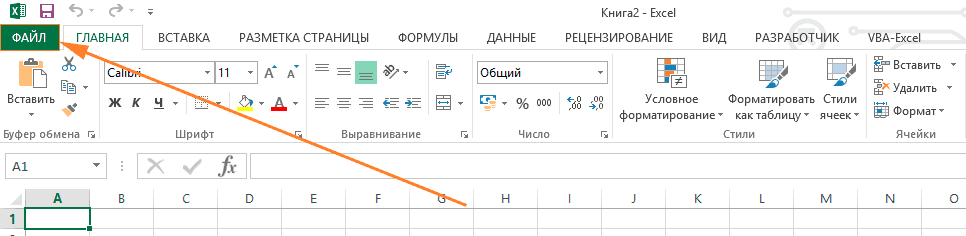 Книга2 - Excel
ФАЙЛ ГЛАВНАЯ ВСТАВКА РАЗМЕТКА СТРАНИЦЫ ФОРМУЛЫ ДАННЫЕ РЕЦЕНЗИРОВАНИЕ ВИД РАЗРАБОТЧИК VBA-Excel
Вставить
Calibri 11
Ж К Ч
Общий
% 000
Условное форматирование
Форматировать как таблицу
Стили ячеек
Вставить
Удалить
Формат
Буфер обмена Шрифт Выравнивание Число Стили Ячейки
A1 fx
A B C D E F G H I J K L M N O
1